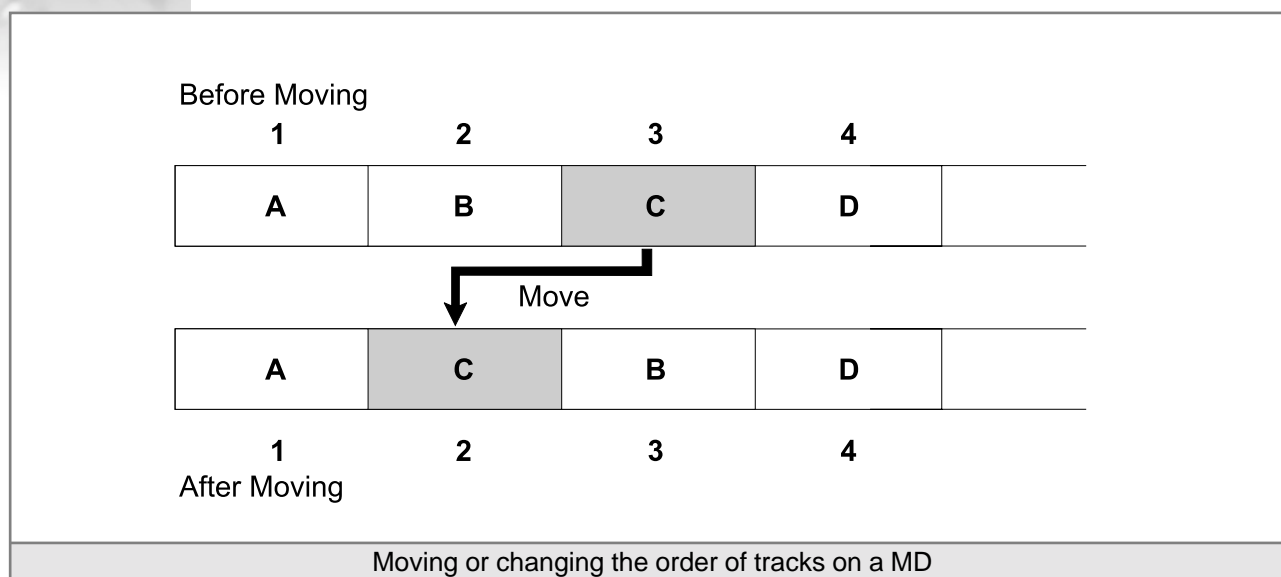 Before Moving
1 2 3 4
A B C D
Move
A C B D
1 2 3 4
After Moving
Moving or changing the order of tracks on a MD